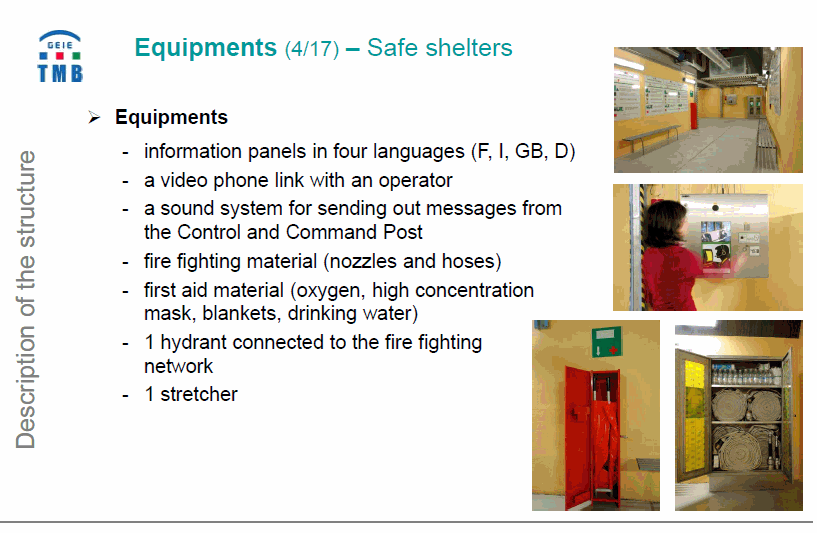 GEIE
TMB
Equipments (4/17) – Safe shelters
Description of the structure
➢ Equipments
- information panels in four languages (F, I, GB, D)
- a video phone link with an operator
- a sound system for sending out messages from
the Control and Command Post
- fire fighting material (nozzles and hoses)
- first aid material (oxygen, high concentration
mask, blankets, drinking water)
- 1 hydrant connected to the fire fighting
network
- 1 stretcher